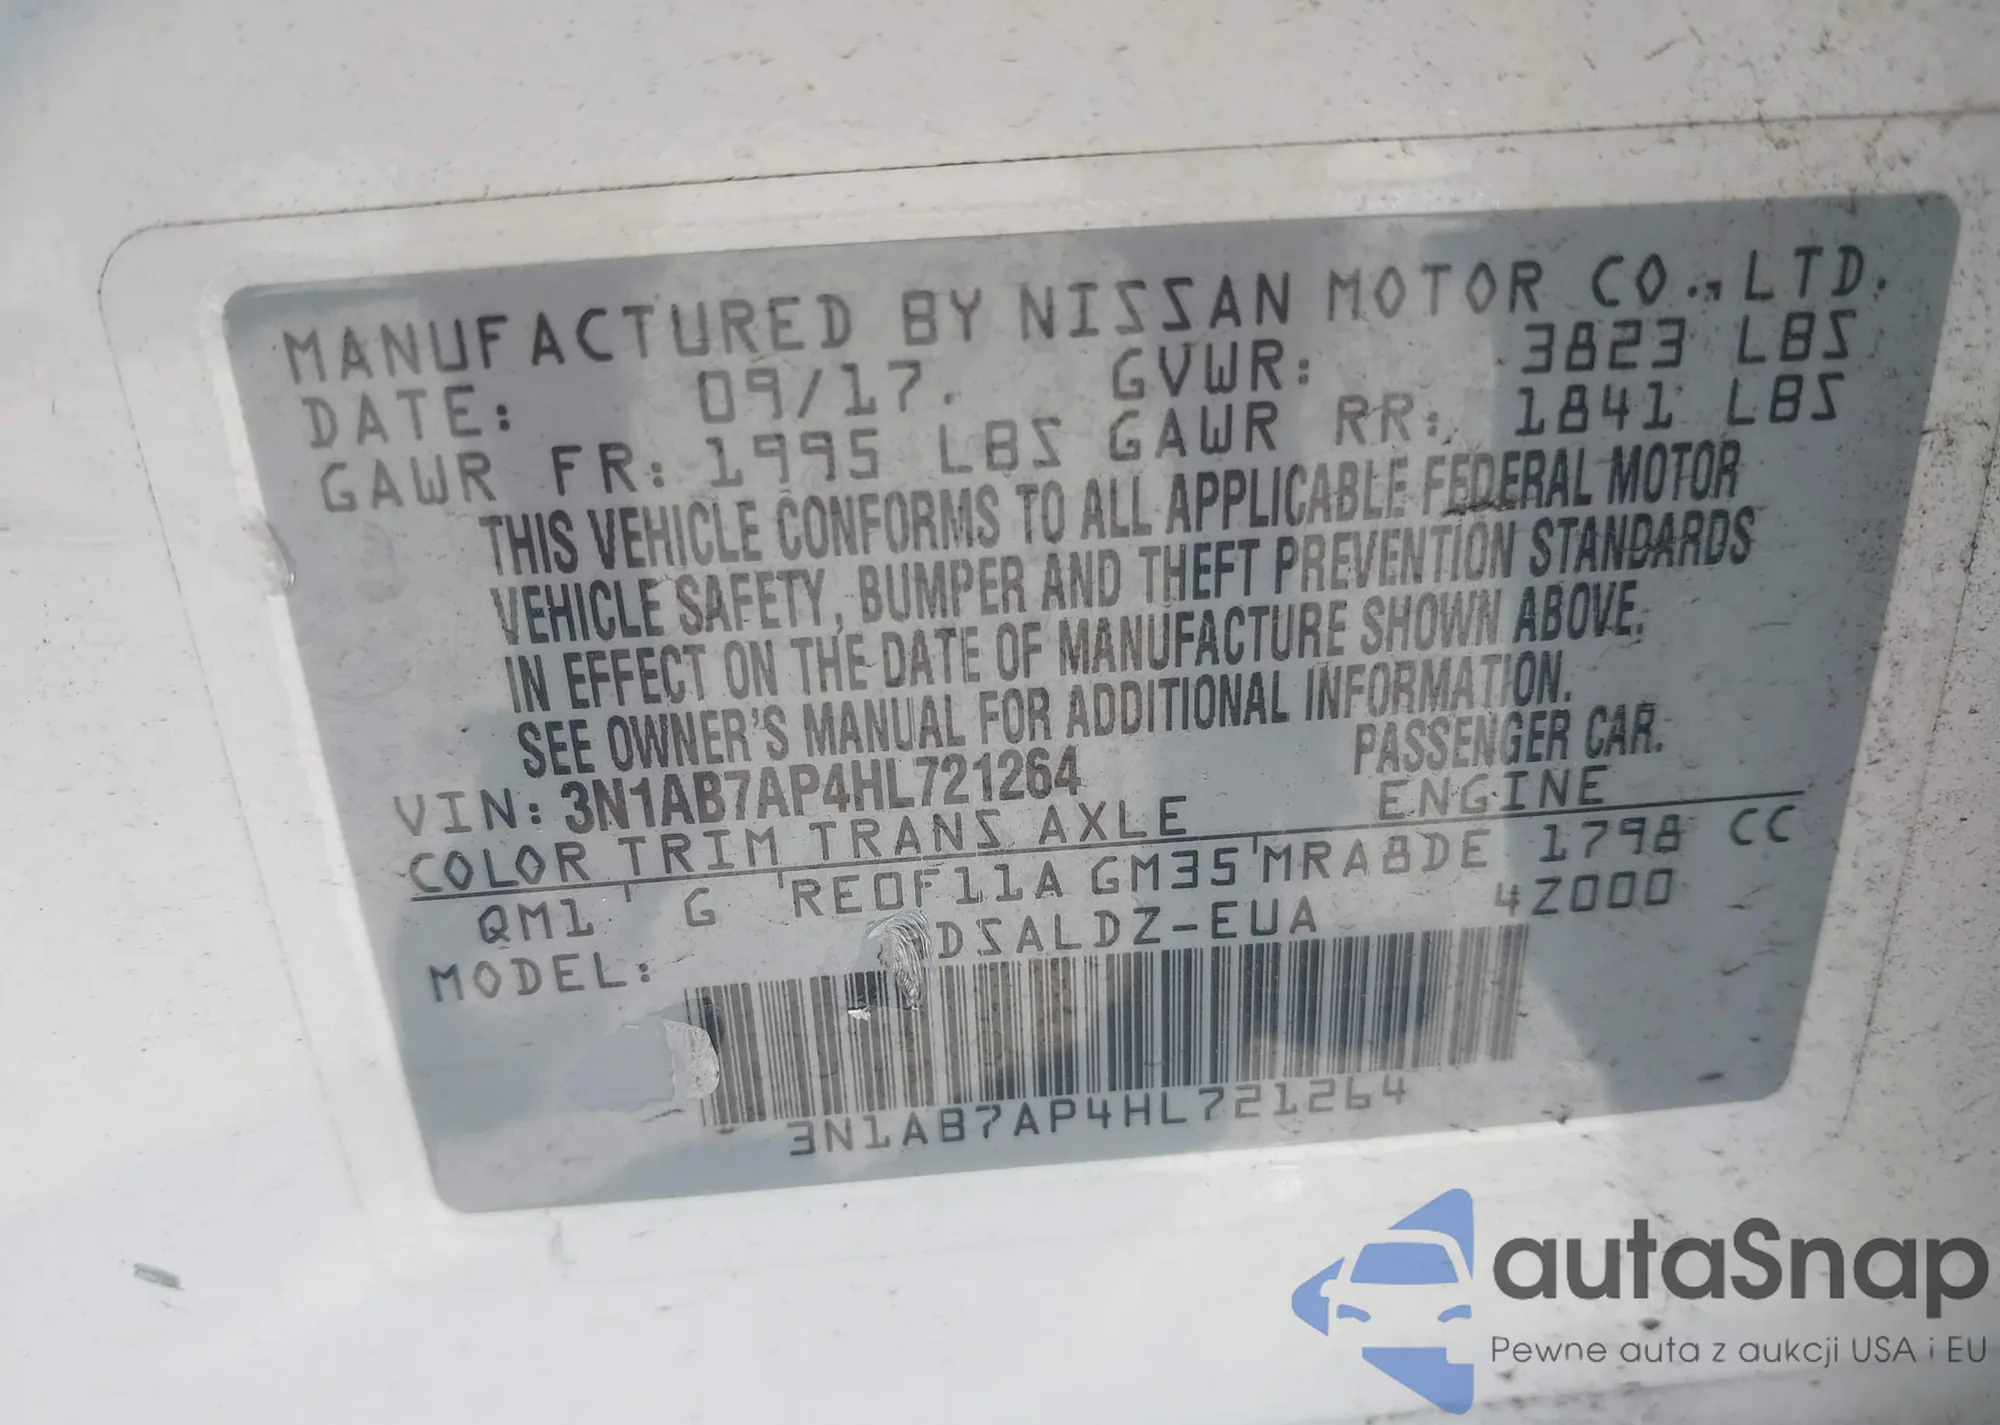 MANUFACTURED BY NISSAN MOTOR CO., LTD.
DATE: 09/17. GVWR: 3823 LBS
GAWR FR: 1995 LBS GAWR RR: 1841 LBS
THIS VEHICLE CONFORMS TO ALL APPLICABLE FEDERAL MOTOR
VEHICLE SAFETY, BUMPER AND THEFT PREVENTION STANDARDS
IN EFFECT ON THE DATE OF MANUFACTURE SHOWN ABOVE.
SEE OWNER'S MANUAL FOR ADDITIONAL INFORMATION.
VIN: 3N1AB7AP4HL721264 PASSENGER CAR.
COLOR TRIM TRANS AXLE ENGINE
QM1 G RE0F11A GM35 MRA8DE 1798 CC
MODEL: DSALDZ-EUA 4Z000
3N1AB7AP4HL721264
autaSnap
Pewne auta z aukcji USA i EU